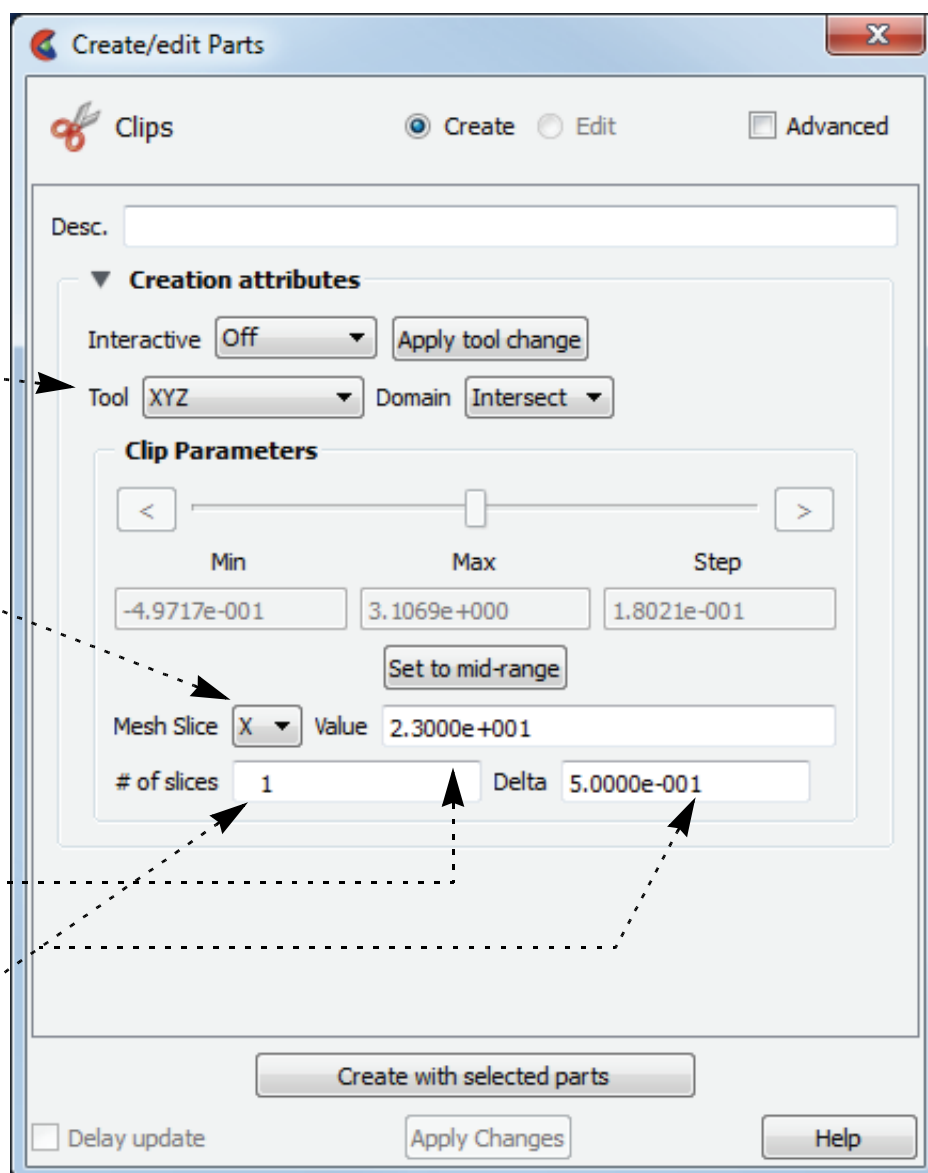 Create/edit Parts
Clips Create Edit Advanced
Desc.
Creation attributes
Interactive Off Apply tool change
Tool XYZ Domain Intersect
Clip Parameters
< >
Min Max Step
-4.9717e-001 3.1069e+000 1.8021e-001
Set to mid-range
Mesh Slice X Value 2.3000e+001
# of slices 1 Delta 5.0000e-001
Create with selected parts
Delay update Apply Changes Help